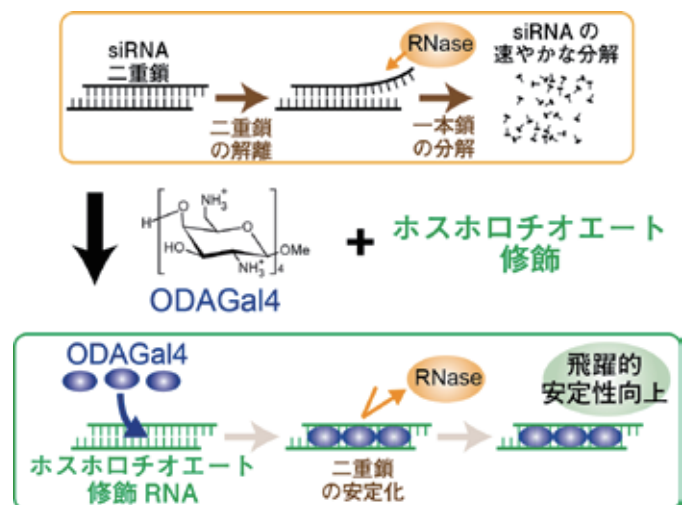 siRNA
二重鎖
RNase
siRNA の
速やかな分解
二重鎖
の解離
一本鎖
の分解
H
O
NH3+
O
HO
NH3+
OMe
4
ODAGal4
+
ホスホロチオエート
修飾
ODAGal4
RNase
飛躍的
安定性向上
ホスホロチオエート
修飾 RNA
二重鎖
の安定化